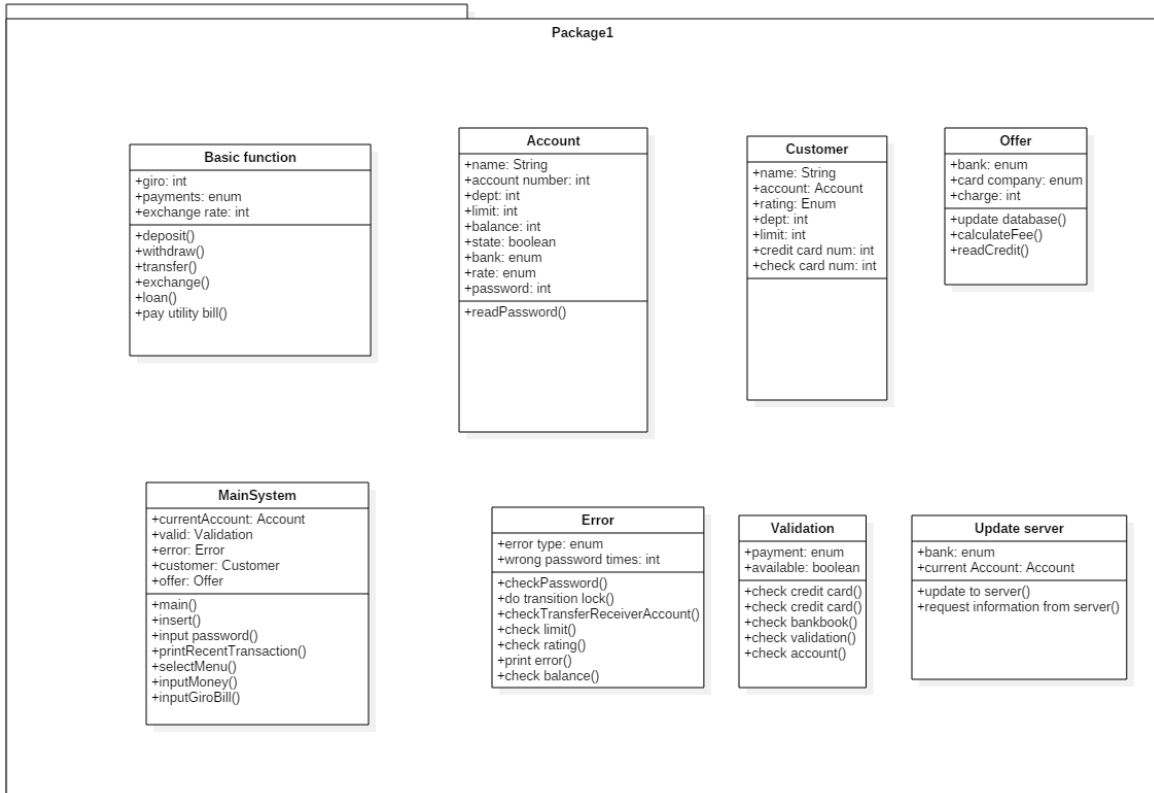 Package1
Basic function
+giro: int
+payments: enum
+exchange rate: int
+deposit()
+withdraw()
+transfer()
+exchange()
+loan()
+pay utility bill()
Account
+name: String
+account number: int
+dept: int
+limit: int
+balance: int
+state: boolean
+bank: enum
+rate: enum
+password: int
+readPassword()
Customer
+name: String
+account: Account
+rating: Enum
+dept: int
+limit: int
+credit card num: int
+check card num: int
Offer
+bank: enum
+card company: enum
+charge: int
+update database()
+calculateFee()
+readCredit()
MainSystem
+currentAccount: Account
+valid: Validation
+error: Error
+customer: Customer
+offer: Offer
+main()
+insert()
+input password()
+printRecentTransaction()
+selectMenu()
+inputMoney()
+inputGiroBill()
Error
+error type: enum
+wrong password times: int
+checkPassword()
+do transition lock()
+checkTransferReceiverAccount()
+check limit()
+check rating()
+print error()
+check balance()
Validation
+payment: enum
+available: boolean
+check credit card()
+check credit card()
+check bankbook()
+check validation()
+check account()
Update server
+bank: enum
+current Account: Account
+update to server()
+request information from server()